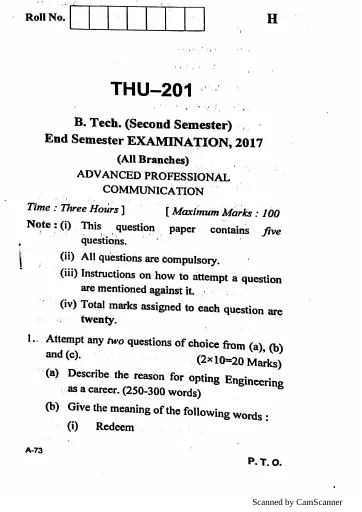 Roll No.
H
THU–201
B. Tech. (Second Semester)
End Semester EXAMINATION, 2017
(All Branches)
ADVANCED PROFESSIONAL
COMMUNICATION
Time : Three Hours ] [ Maximum Marks : 100
Note : (i) This question paper contains five
questions.
(ii) All questions are compulsory.
(iii) Instructions on how to attempt a question
are mentioned against it.
(iv) Total marks assigned to each question are
twenty.
1. Attempt any two questions of choice from (a), (b)
and (c). (2×10=20 Marks)
(a) Describe the reason for opting Engineering
as a career. (250-300 words)
(b) Give the meaning of the following words :
(i) Redeem
A-73
P. T. O.
Scanned by CamScanner